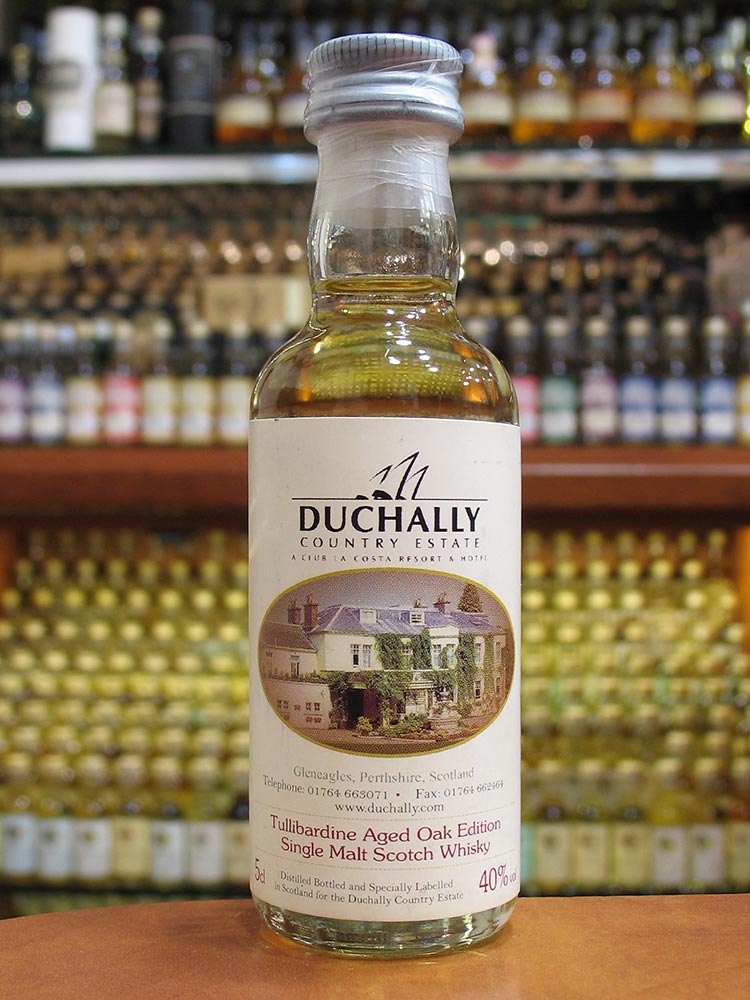 DUCHALLY
COUNTRY ESTATE
A CLUB LA COSTA RESORT & HOTEL
Gleneagles, Perthshire, Scotland
Telephone: 01764 663071 • Fax: 01764 662464
www.duchally.com
Tullibardine Aged Oak Edition
Single Malt Scotch Whisky
5cl
Distilled Bottled and Specially Labelled
in Scotland for the Duchally Country Estate
40% vol